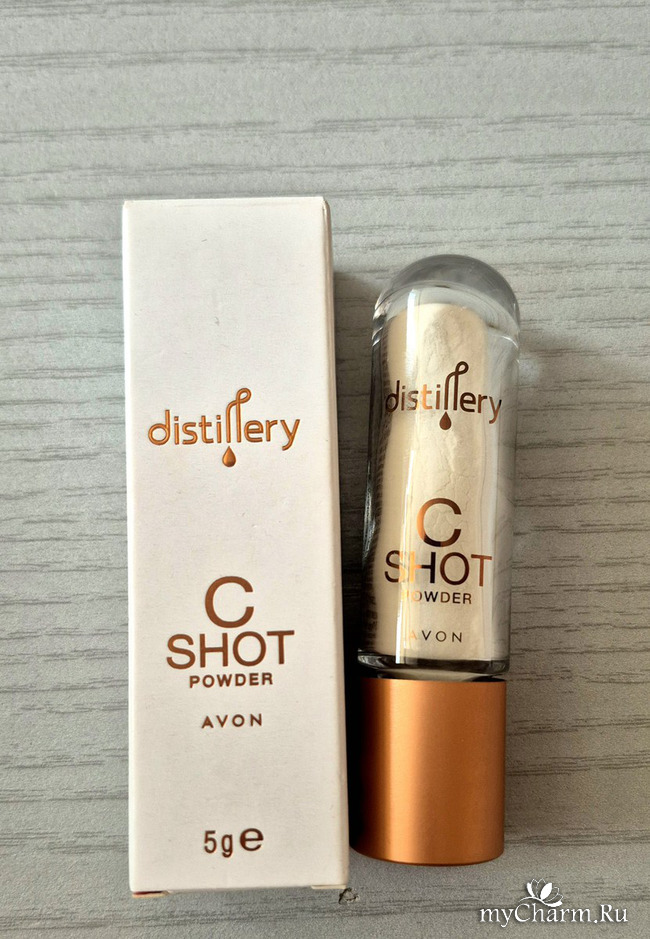 distillery
C
SHOT
POWDER
AVON
5g e
distillery
C
SHOT
POWDER
AVON
myCharm.Ru